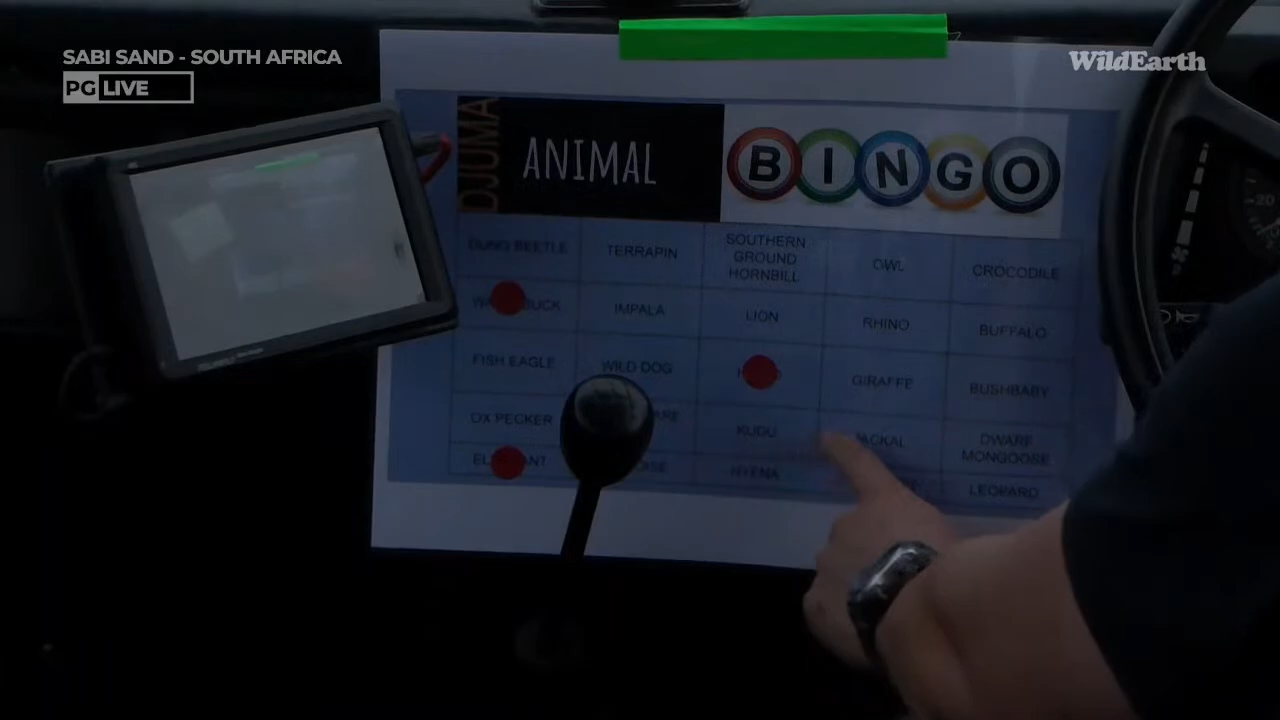 SABI SAND - SOUTH AFRICA
PG LIVE
WildEarth
DJUMA
ANIMAL
BINGO
DUNG BEETLE TERRAPIN SOUTHERN GROUND HORNBILL OWL CROCODILE
IMPALA LION RHINO BUFFALO
FISH EAGLE WILD DOG GIRAFFE BUSHBABY
OX PECKER KUDU JACKAL DWARF MONGOOSE
HYENA LEOPARD
20